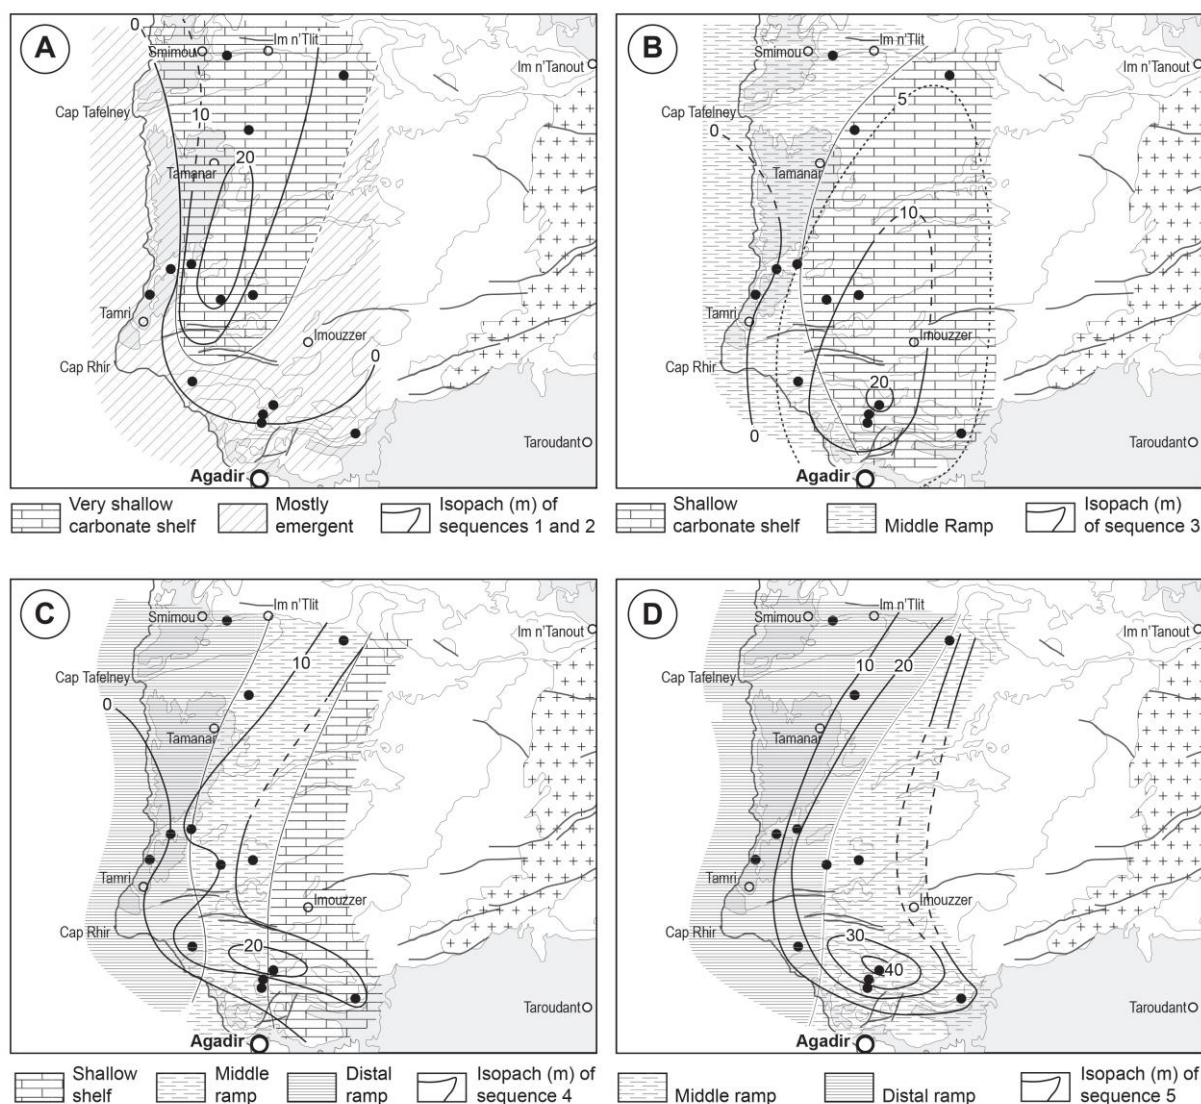 A
0
Smimou
Im n'Tlit
Cap Tafelney
10
20
Tamanar
Tamri
Imouzzer
Cap Rhir
0
Agadir
Very shallow
carbonate shelf
Mostly
emergent
Isopach (m) of
sequences 1 and 2
B
Smimou
Im n'Tlit
Im n'Tanout
Cap Tafelney
5
0
Tamanar
10
Tamri
Imouzzer
Cap Rhir
20
0
Taroudant
Agadir
Shallow
carbonate shelf
Middle Ramp
Isopach (m)
of sequence 3
C
Smimou
Im n'Tlit
10
Im n'Tanout
Cap Tafelney
0
Tamanar
Tamri
Imouzzer
Cap Rhir
20
Taroudant
Agadir
Shallow
shelf
Middle
ramp
Distal
ramp
Isopach (m) of
sequence 4
D
Smimou
Im n'Tlit
Im n'Tanout
Cap Tafelney
10
20
Tamanar
Tamri
Imouzzer
Cap Rhir
30
40
Taroudant
Agadir
Middle ramp
Distal ramp
Isopach (m) of
sequence 5